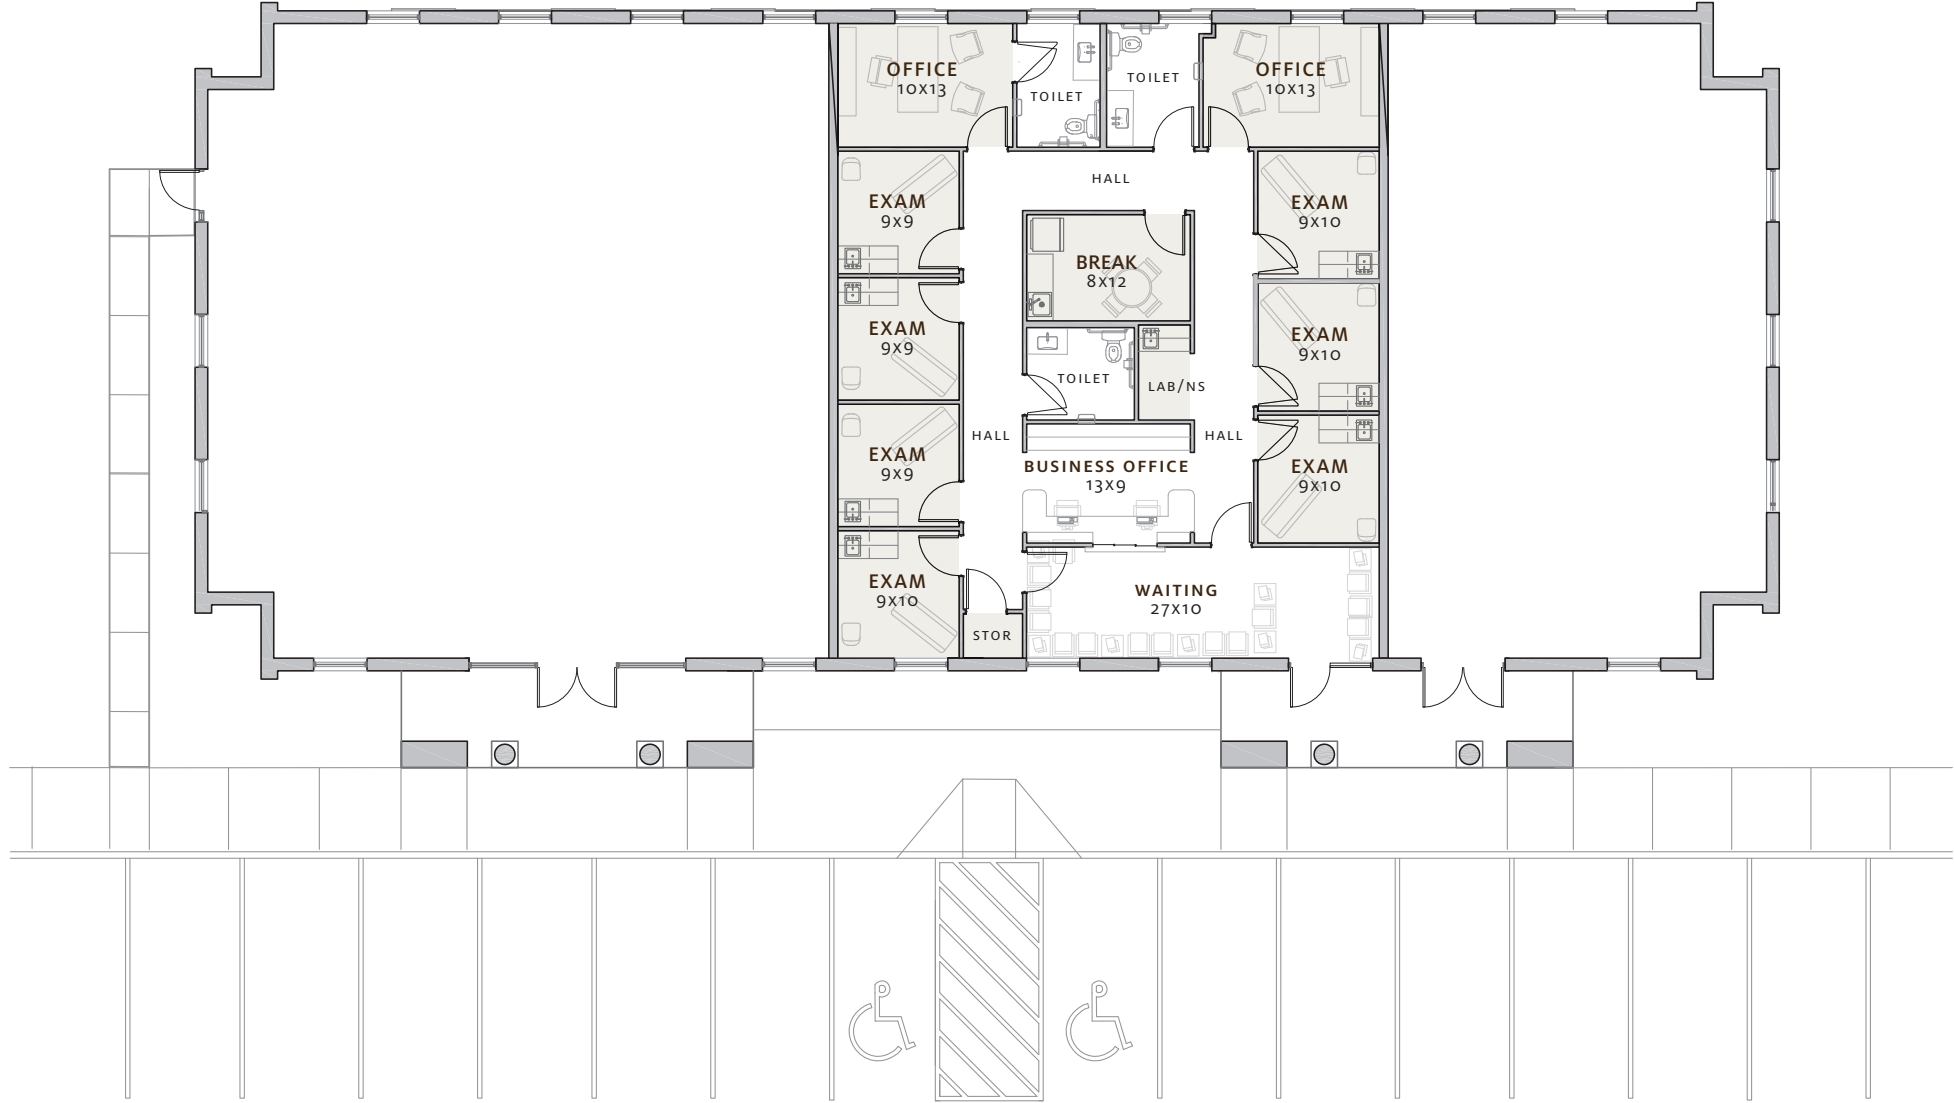 OFFICE
10X13
TOILET
TOILET
OFFICE
10X13
HALL
EXAM
9X9
EXAM
9X10
BREAK
8X12
EXAM
9X9
EXAM
9X10
TOILET
LAB/NS
HALL
HALL
EXAM
9X9
BUSINESS OFFICE
13X9
EXAM
9X10
EXAM
9X10
WAITING
27X10
STOR